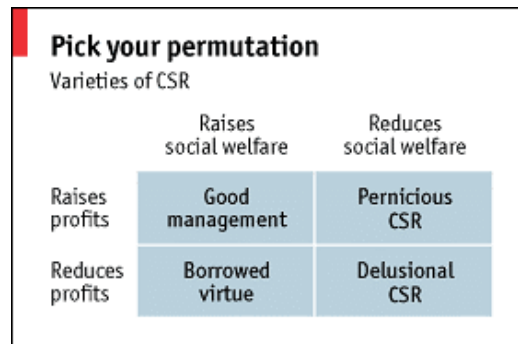 Pick your permutation
Varieties of CSR
Raises
social welfare
Reduces
social welfare
Raises
profits
Good
management
Pernicious
CSR
Reduces
profits
Borrowed
virtue
Delusional
CSR